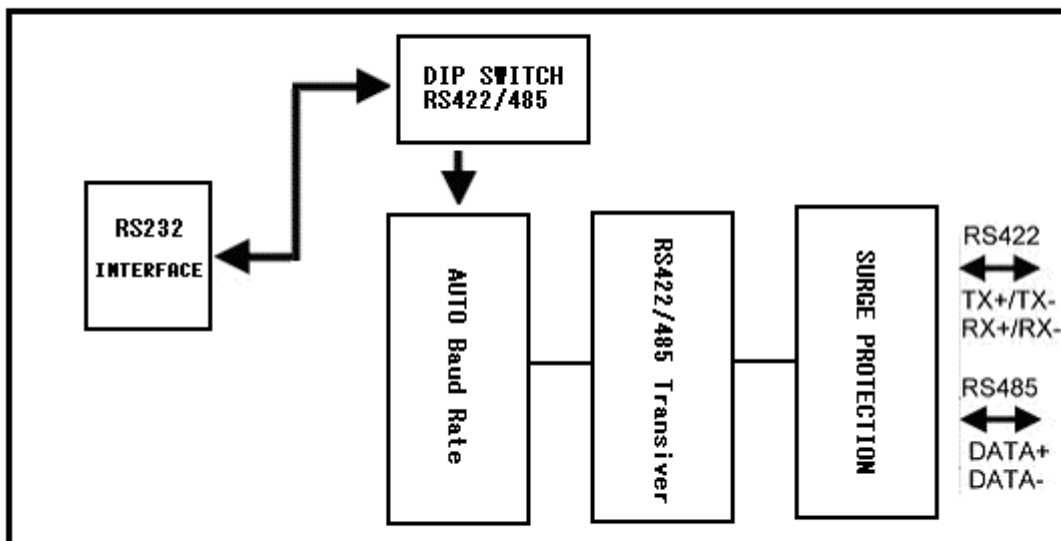 DIP SWITCH
RS422/485
RS232
INTERFACE
AUTO Baud Rate
RS422/485 Transiver
SURGE PROTECTION
RS422
TX+/TX-
RX+/RX-
RS485
DATA+
DATA-